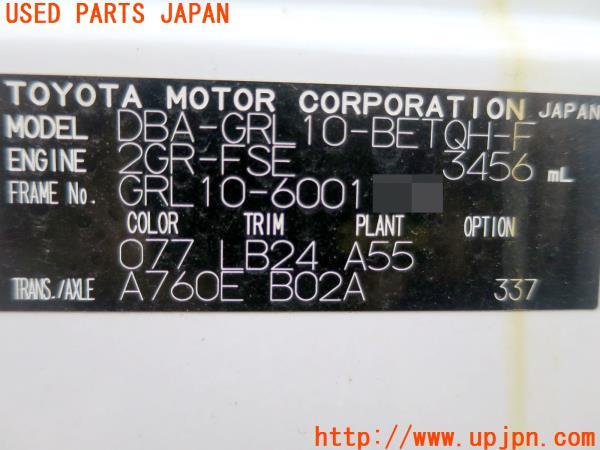 USED PARTS JAPAN
TOYOTA MOTOR CORPORATION JAPAN
MODEL DBA-GRL10-BETQH-F
ENGINE 2GR-FSE 3456 mL
FRAME No. GRL10-6001
COLOR TRIM PLANT OPTION
077 LB24 A55
TRANS./AXLE A760E B02A 337
http://www.upjpn.com/